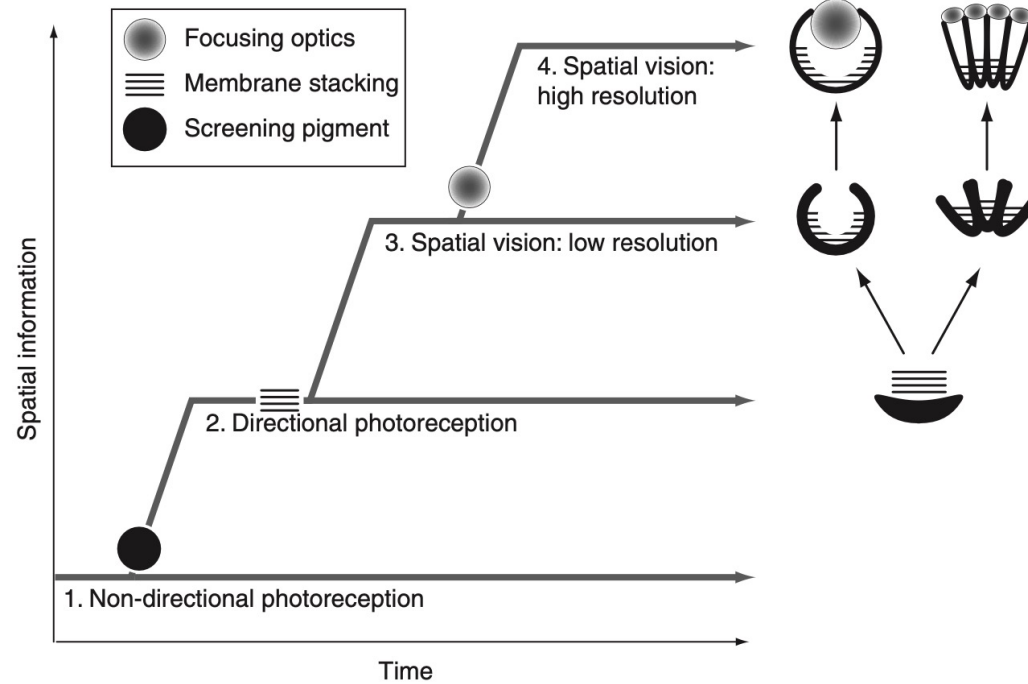 Focusing optics
Membrane stacking
Screening pigment
4. Spatial vision:
high resolution
3. Spatial vision: low resolution
2. Directional photoreception
1. Non-directional photoreception
Spatial information
Time